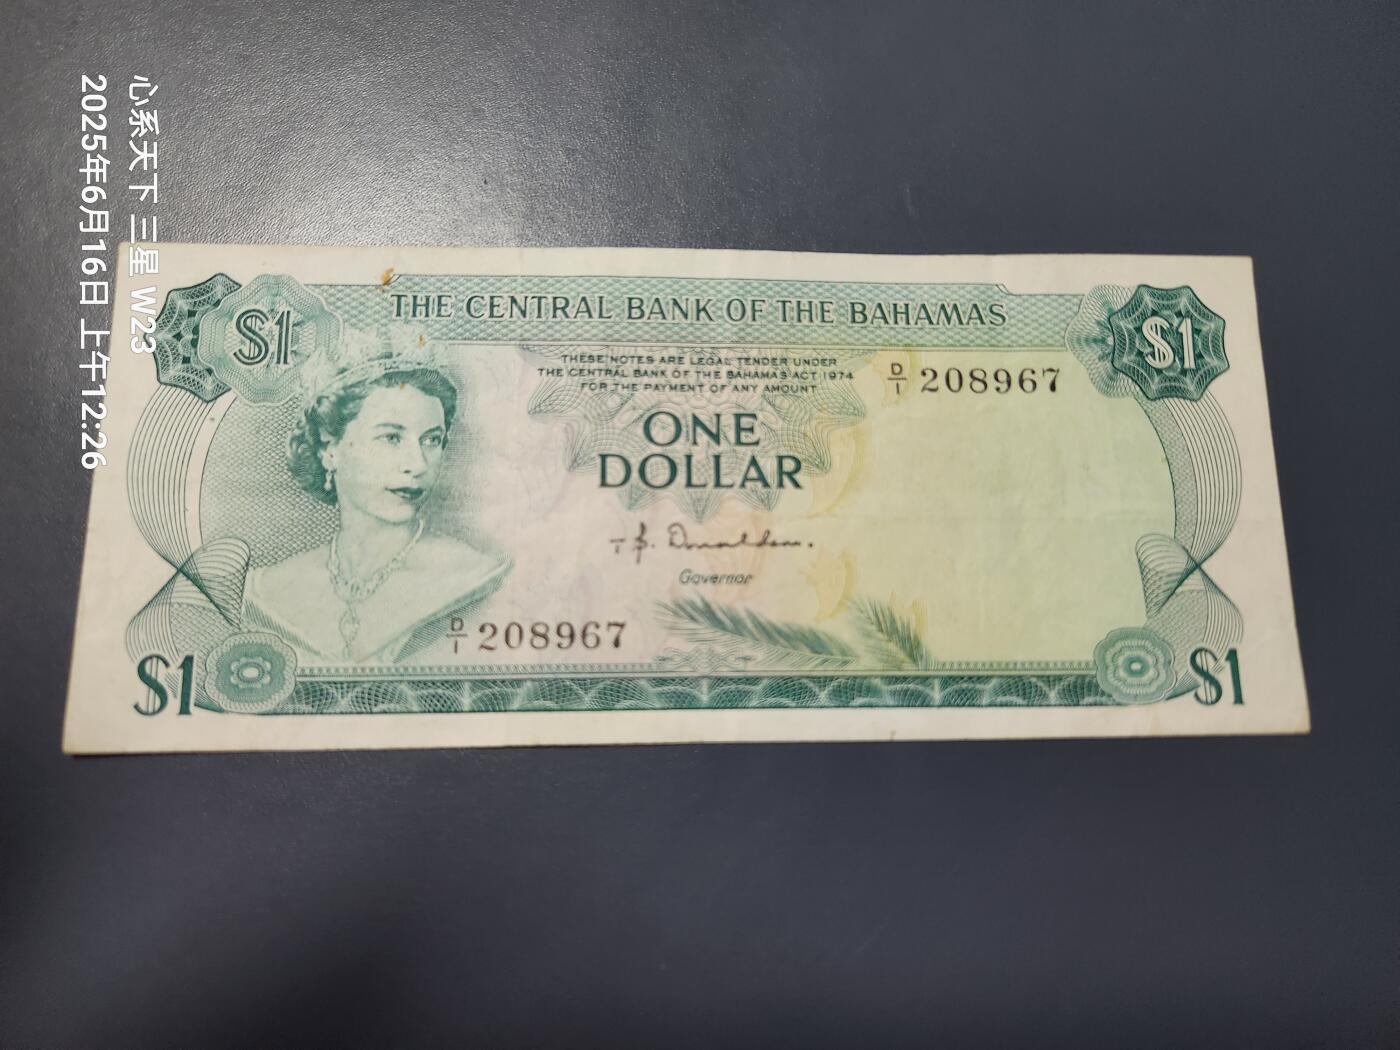 心系天下 三星 W23
2025年6月16日 上午12:26
$1
THE CENTRAL BANK OF THE BAHAMAS
$1
THESE NOTES ARE LEGAL TENDER UNDER
THE CENTRAL BANK OF THE BAHAMAS ACT 1974
FOR THE PAYMENT OF ANY AMOUNT
D/1 208967
ONE
DOLLAR
T. B. Donaldson.
Governor
D/1 208967
$1
$1